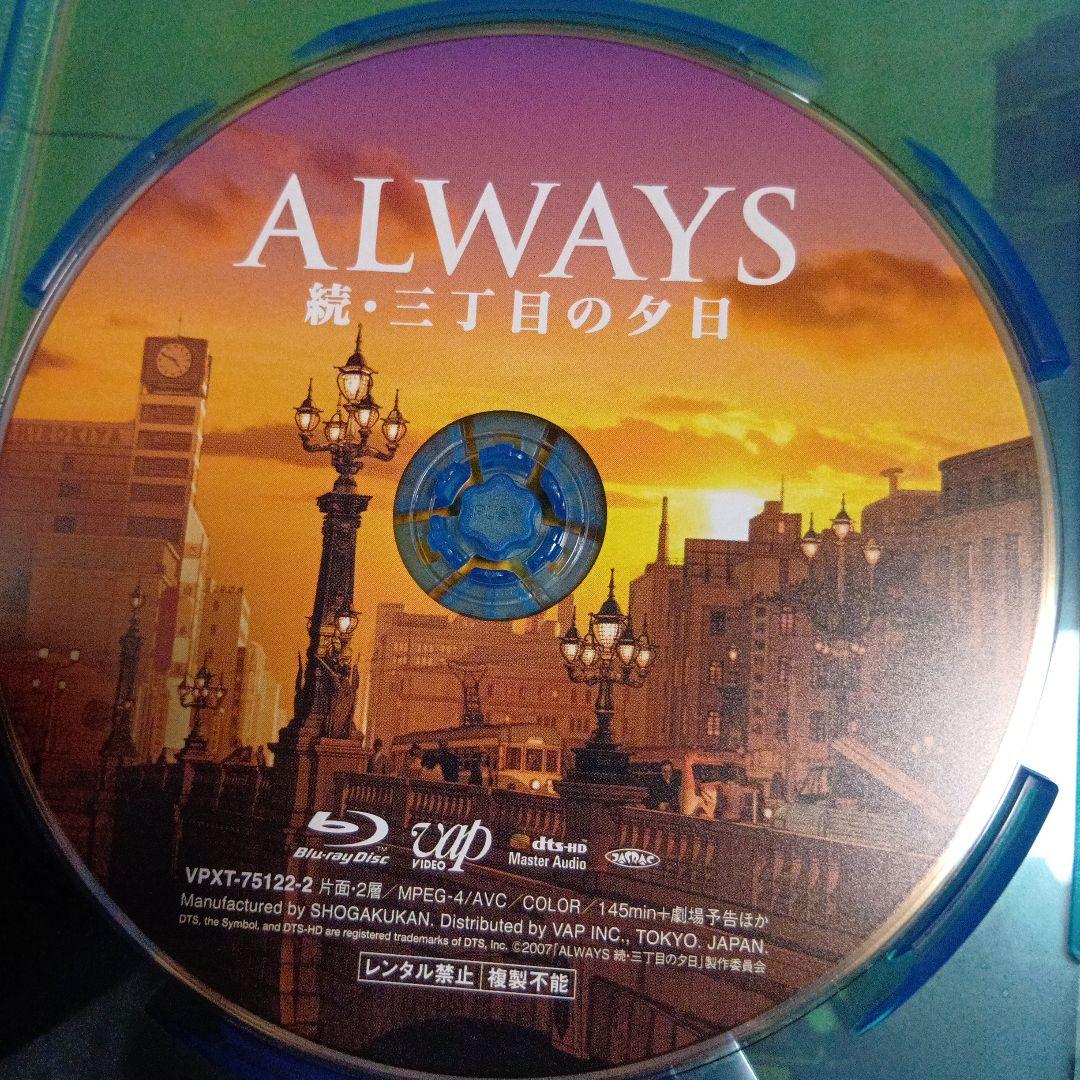 ALWAYS
続・三丁目の夕日
Blu-ray Disc™
vap VIDEO
dts-HD Master Audio
JASRAC
VPXT-75122-2 片面・2層/MPEG-4/AVC/COLOR/145min+劇場予告ほか
Manufactured by SHOGAKUKAN. Distributed by VAP INC., TOKYO. JAPAN.
DTS, the Symbol, and DTS-HD are registered trademarks of DTS, Inc. ©2007「ALWAYS 続・三丁目の夕日」製作委員会
レンタル禁止 複製不能